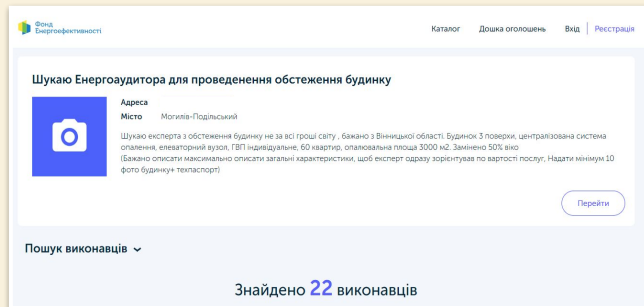 Фонд
Енергоефективності
Каталог Дошка оголошень Вхід Реєстрація
Шукаю Енергоаудитора для проведенення обстеження будинку
Адреса
Місто Могилів-Подільський
Шукаю експерта з обстеження будинку не за всі гроші світу , бажано з Вінницької області. Будинок 3 поверхи, централізована система
опалення, елеваторний вузол, ГВП індивідуальне, 60 квартир, опалювальна площа 3000 м2. Замінено 50% віко
(Бажано описати максимально описати загальні характеристики, щоб експерт одразу зорієнтував по вартості послуг, Надати мінімум 10
фото будинку+ техпаспорт)
Перейти
Пошук виконавців
Знайдено 22 виконавців